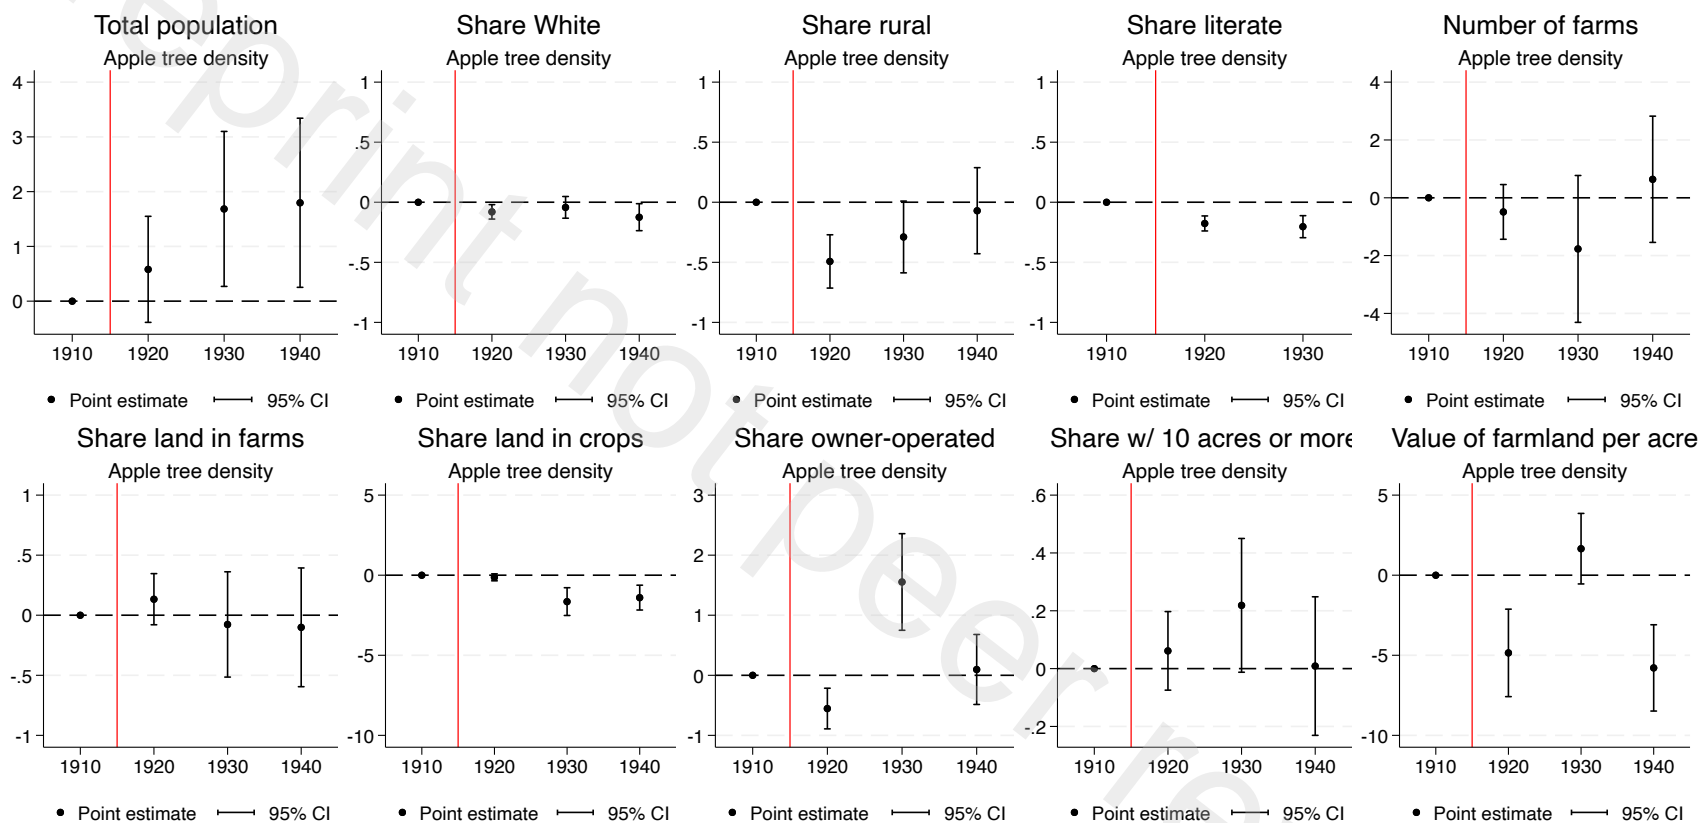 Total population
Apple tree density
4
3
2
1
0
1910 1920 1930 1940
Point estimate 95% CI
Share White
Apple tree density
1
.5
0
-.5
-1
1910 1920 1930 1940
Point estimate 95% CI
Share rural
Apple tree density
1
.5
0
-.5
-1
1910 1920 1930 1940
Point estimate 95% CI
Share literate
Apple tree density
1
.5
0
-.5
-1
1910 1920 1930
Point estimate 95% CI
Number of farms
Apple tree density
4
2
0
-2
-4
1910 1920 1930 1940
Point estimate 95% CI
Share land in farms
Apple tree density
1
.5
0
-.5
-1
1910 1920 1930 1940
Point estimate 95% CI
Share land in crops
Apple tree density
5
0
-5
-10
1910 1920 1930 1940
Point estimate 95% CI
Share owner-operated
Apple tree density
3
2
1
0
-1
1910 1920 1930 1940
Point estimate 95% CI
Share w/ 10 acres or more
Apple tree density
.6
.4
.2
0
-.2
1910 1920 1930 1940
Point estimate 95% CI
Value of farmland per acre
Apple tree density
5
0
-5
-10
1910 1920 1930 1940
Point estimate 95% CI
eprint not peer re